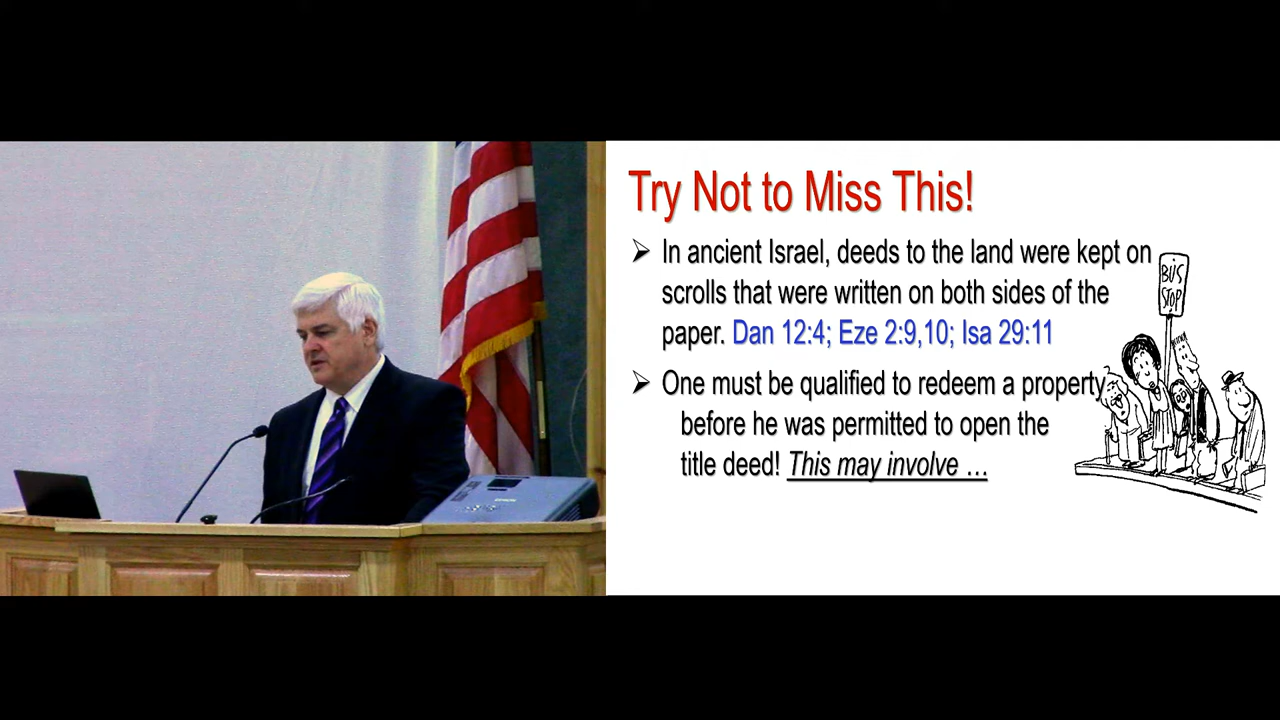 Try Not to Miss This!
➢ In ancient Israel, deeds to the land were kept on
scrolls that were written on both sides of the
paper. Dan 12:4; Eze 2:9,10; Isa 29:11
➢ One must be qualified to redeem a property
before he was permitted to open the
title deed! This may involve …
BUS
STOP